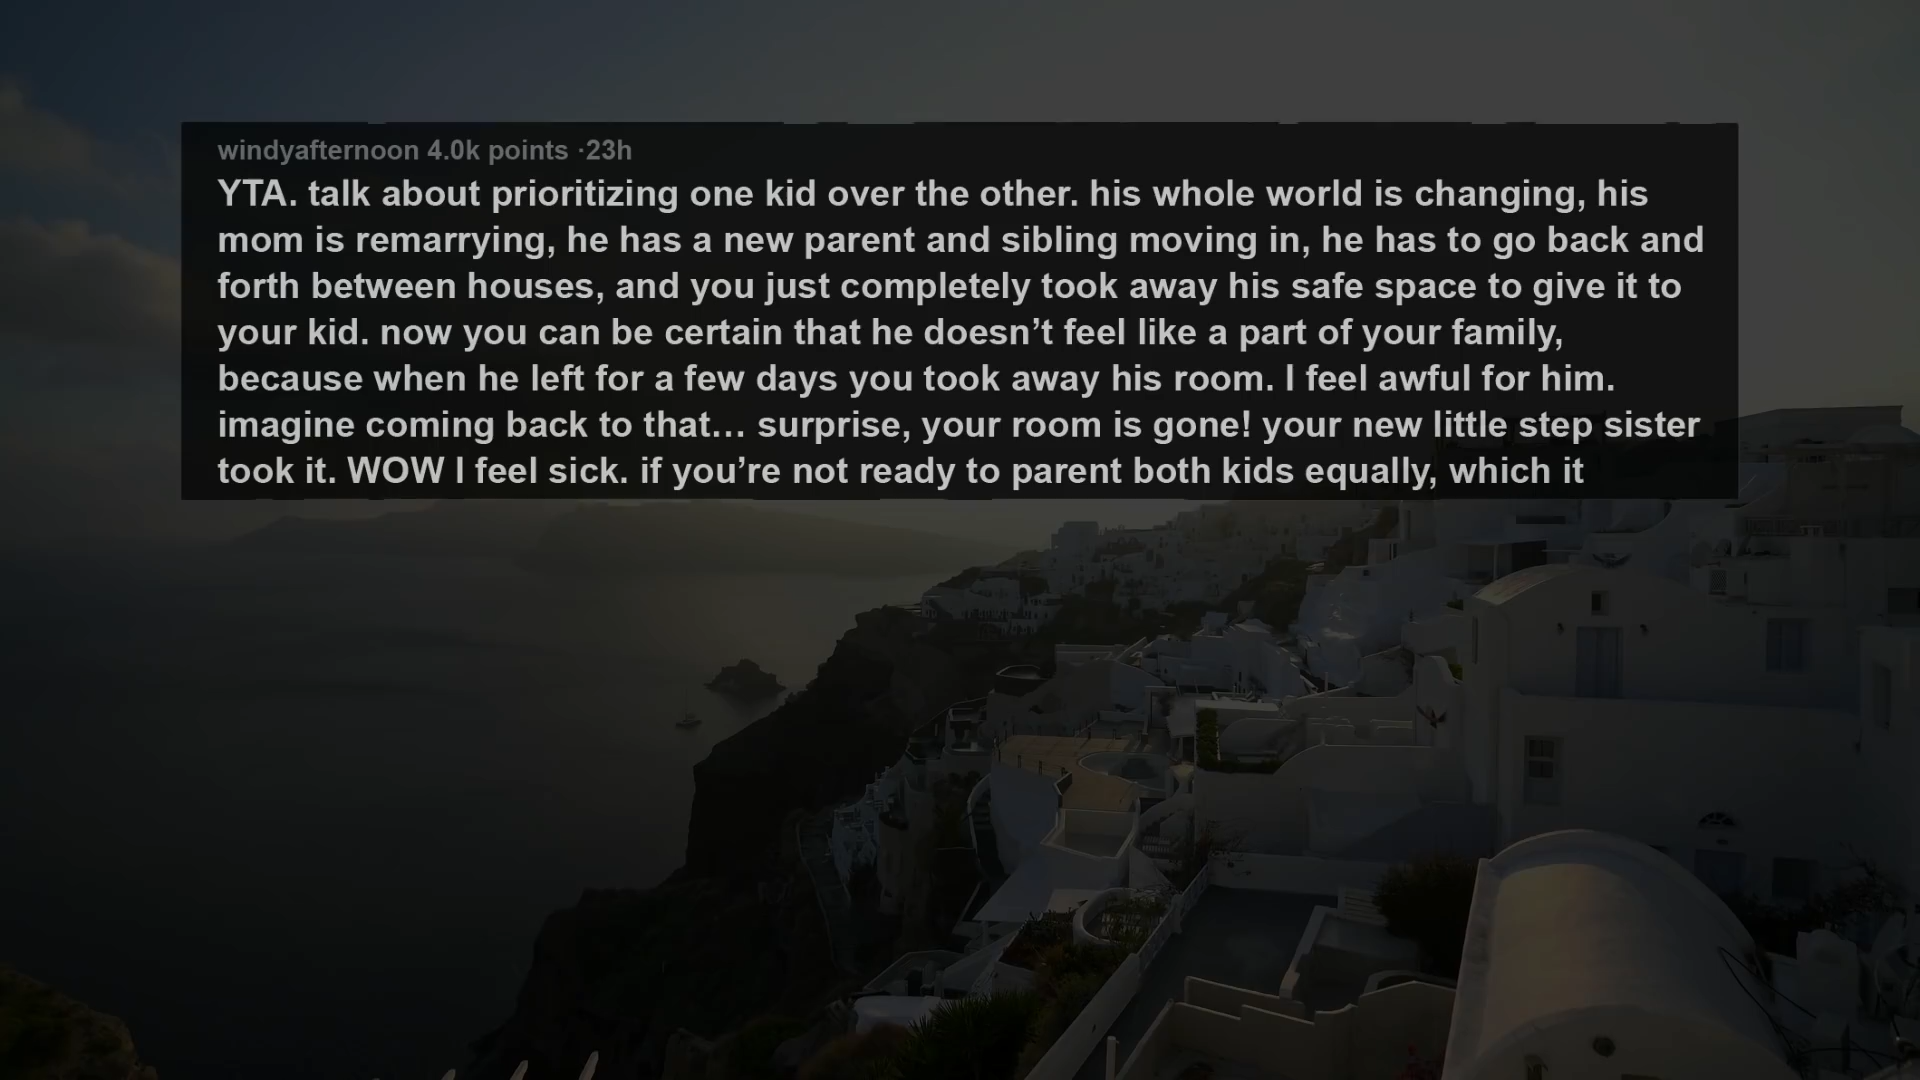 windyafternoon 4.0k points ·23h
YTA. talk about prioritizing one kid over the other. his whole world is changing, his
mom is remarrying, he has a new parent and sibling moving in, he has to go back and
forth between houses, and you just completely took away his safe space to give it to
your kid. now you can be certain that he doesn’t feel like a part of your family,
because when he left for a few days you took away his room. I feel awful for him.
imagine coming back to that… surprise, your room is gone! your new little step sister
took it. WOW I feel sick. if you’re not ready to parent both kids equally, which it